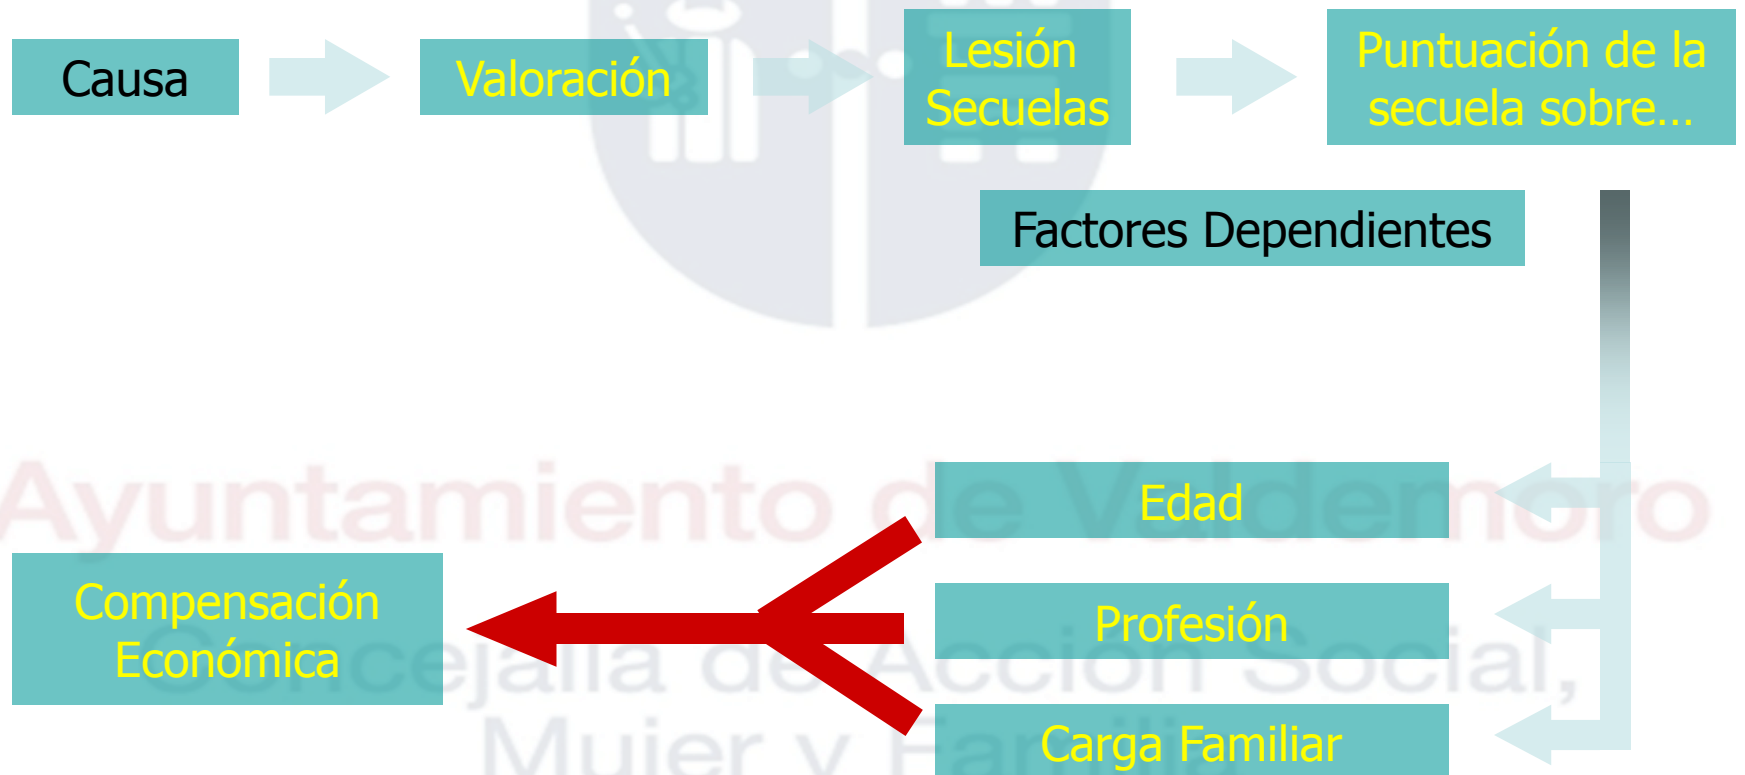 Causa
Valoración
Lesión
Secuelas
Puntuación de la
secuela sobre...
Factores Dependientes
Ayuntamiento de Valdemoro
Edad
Compensación
Económica
Profesión
Concejalía de Acción Social,
Mujer y Familia
Carga Familiar